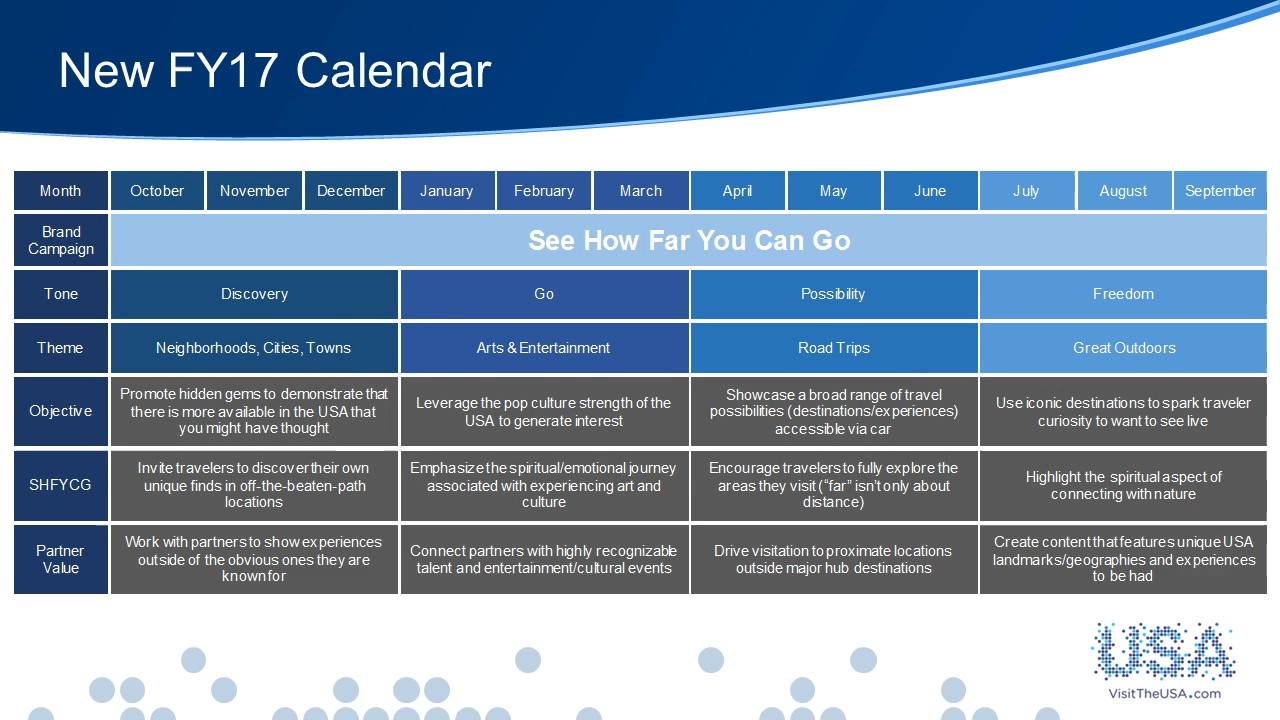 New FY17 Calendar
Month October November December January February March April May June July August September
Brand
Campaign
See How Far You Can Go
Tone Discovery Go Possibility Freedom
Theme Neighborhoods, Cities, Towns Arts & Entertainment Road Trips Great Outdoors
Objective
Promote hidden gems to demonstrate that
there is more available in the USA that
you might have thought
Leverage the pop culture strength of the
USA to generate interest
Showcase a broad range of travel
possibilities (destinations/experiences)
accessible via car
Use iconic destinations to spark traveler
curiosity to want to see live
SHFYCG
Invite travelers to discover their own
unique finds in off-the-beaten-path
locations
Emphasize the spiritual/emotional journey
associated with experiencing art and
culture
Encourage travelers to fully explore the
areas they visit (“far” isn’t only about
distance)
Highlight the spiritual aspect of
connecting with nature
Partner
Value
Work with partners to show experiences
outside of the obvious ones they are
known for
Connect partners with highly recognizable
talent and entertainment/cultural events
Drive visitation to proximate locations
outside major hub destinations
Create content that features unique USA
landmarks/geographies and experiences
to be had
USA
VisitTheUSA.com